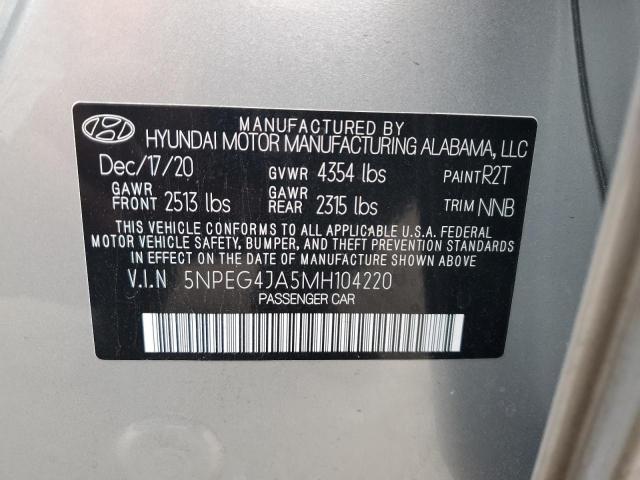 MANUFACTURED BY
HYUNDAI MOTOR MANUFACTURING ALABAMA, LLC
Dec/17/20 GVWR 4354 lbs PAINT R2T
GAWR FRONT 2513 lbs GAWR REAR 2315 lbs TRIM NNB
THIS VEHICLE CONFORMS TO ALL APPLICABLE U.S.A. FEDERAL
MOTOR VEHICLE SAFETY, BUMPER, AND THEFT PREVENTION STANDARDS
IN EFFECT ON THE DATE OF MANUFACTURE SHOWN ABOVE.
V.I.N 5NPEG4JA5MH104220
PASSENGER CAR